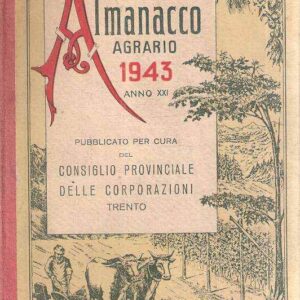 Almanacco
AGRARIO
1943
ANNO XXI
PUBBLICATO PER CURA
DEL
CONSIGLIO PROVINCIALE
DELLE CORPORAZIONI
TRENTO